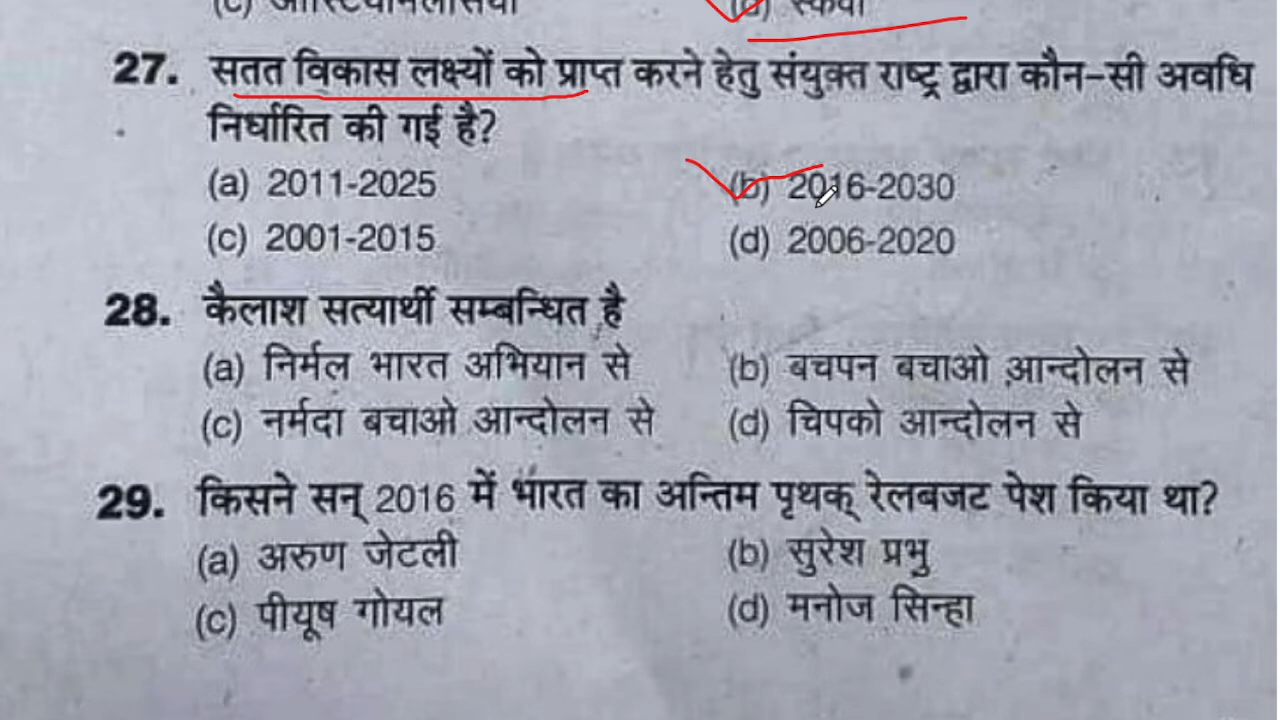 27. सतत विकास लक्ष्यों को प्राप्त करने हेतु संयुक्त राष्ट्र द्वारा कौन-सी अवधि
निर्धारित की गई है?
(a) 2011-2025 (b) 2016-2030
(c) 2001-2015 (d) 2006-2020
28. कैलाश सत्यार्थी सम्बन्धित है
(a) निर्मल भारत अभियान से (b) बचपन बचाओ आन्दोलन से
(c) नर्मदा बचाओ आन्दोलन से (d) चिपको आन्दोलन से
29. किसने सन् 2016 में भारत का अन्तिम पृथक् रेलबजट पेश किया था?
(a) अरुण जेटली (b) सुरेश प्रभु
(c) पीयूष गोयल (d) मनोज सिन्हा